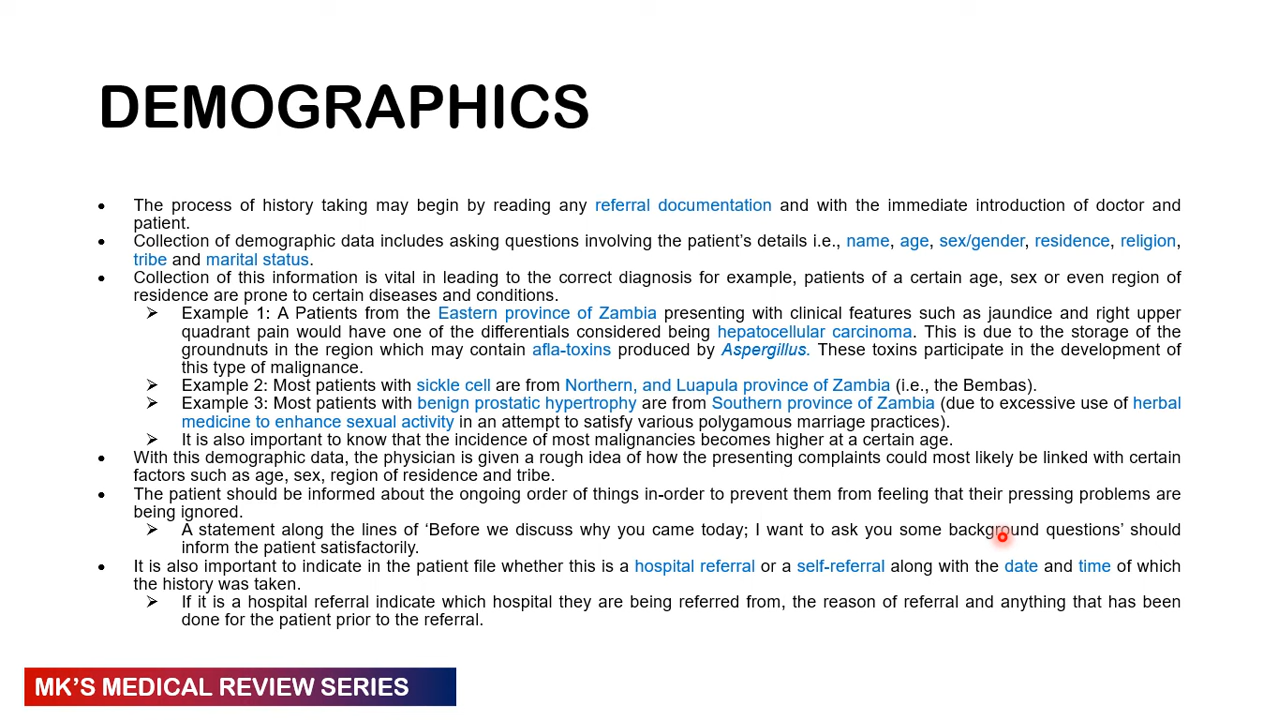 DEMOGRAPHICS
• The process of history taking may begin by reading any referral documentation and with the immediate introduction of doctor and
patient.
• Collection of demographic data includes asking questions involving the patient's details i.e., name, age, sex/gender, residence, religion,
tribe and marital status.
• Collection of this information is vital in leading to the correct diagnosis for example, patients of a certain age, sex or even region of
residence are prone to certain diseases and conditions.
➢ Example 1: A Patients from the Eastern province of Zambia presenting with clinical features such as jaundice and right upper
quadrant pain would have one of the differentials considered being hepatocellular carcinoma. This is due to the storage of the
groundnuts in the region which may contain afla-toxins produced by Aspergillus. These toxins participate in the development of
this type of malignance.
➢ Example 2: Most patients with sickle cell are from Northern, and Luapula province of Zambia (i.e., the Bembas).
➢ Example 3: Most patients with benign prostatic hypertrophy are from Southern province of Zambia (due to excessive use of herbal
medicine to enhance sexual activity in an attempt to satisfy various polygamous marriage practices).
➢ It is also important to know that the incidence of most malignancies becomes higher at a certain age.
• With this demographic data, the physician is given a rough idea of how the presenting complaints could most likely be linked with certain
factors such as age, sex, region of residence and tribe.
• The patient should be informed about the ongoing order of things in-order to prevent them from feeling that their pressing problems are
being ignored.
➢ A statement along the lines of 'Before we discuss why you came today; I want to ask you some background questions' should
inform the patient satisfactorily.
• It is also important to indicate in the patient file whether this is a hospital referral or a self-referral along with the date and time of which
the history was taken.
➢ If it is a hospital referral indicate which hospital they are being referred from, the reason of referral and anything that has been
done for the patient prior to the referral.
MK'S MEDICAL REVIEW SERIES